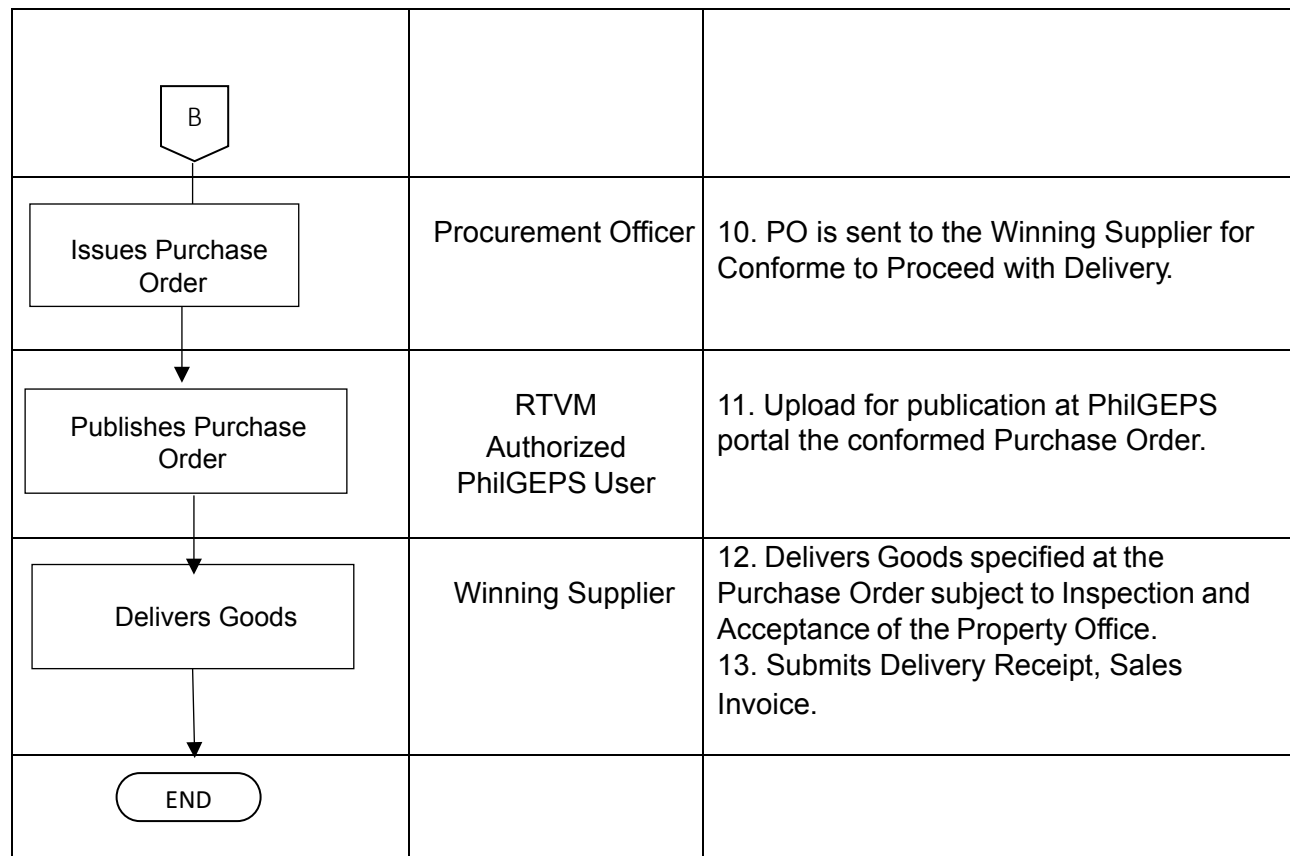 B
Issues Purchase
Order
Procurement Officer
10. PO is sent to the Winning Supplier for
Conforme to Proceed with Delivery.
Publishes Purchase
Order
RTVM
Authorized
PhilGEPS User
11. Upload for publication at PhilGEPS
portal the conformed Purchase Order.
Delivers Goods
Winning Supplier
12. Delivers Goods specified at the
Purchase Order subject to Inspection and
Acceptance of the Property Office.
13. Submits Delivery Receipt, Sales
Invoice.
END